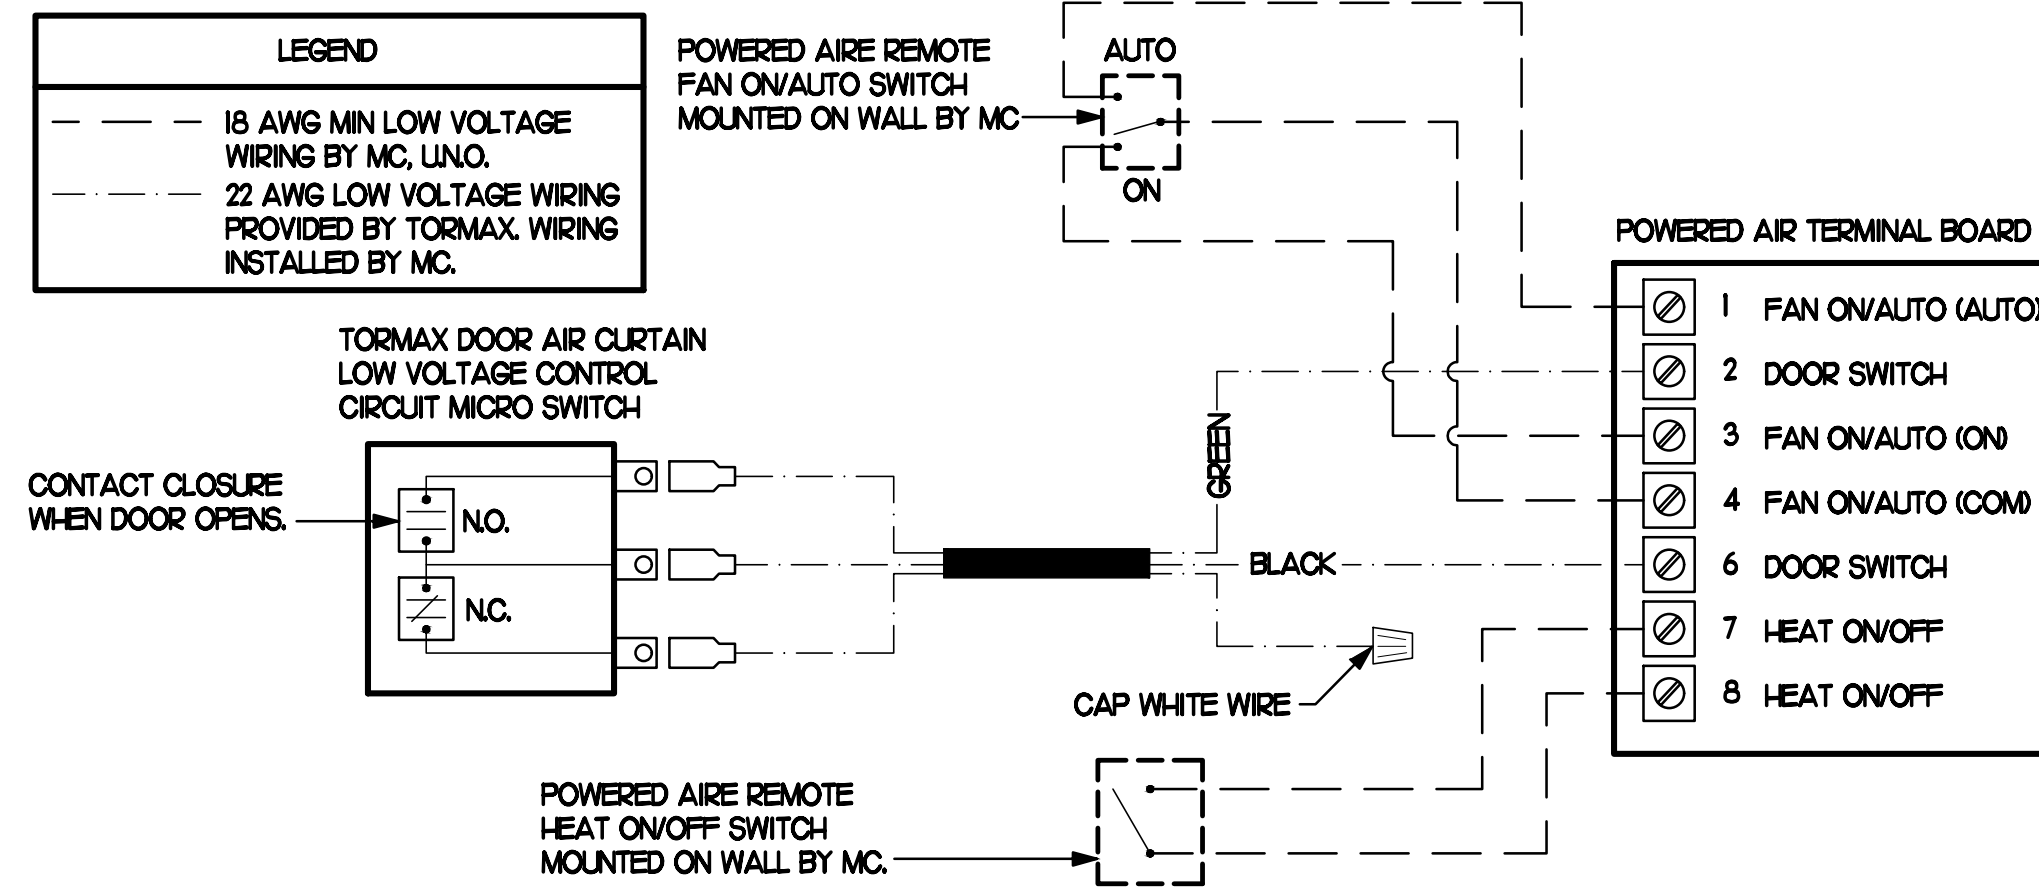 LEGEND
18 AWG MIN LOW VOLTAGE
WIRING BY MC, U.N.O.
22 AWG LOW VOLTAGE WIRING
PROVIDED BY TORMAX. WIRING
INSTALLED BY MC.
POWERED AIRE REMOTE
FAN ON/AUTO SWITCH
MOUNTED ON WALL BY MC
AUTO
ON
POWERED AIR TERMINAL BOARD
1 FAN ON/AUTO (AUTO)
2 DOOR SWITCH
3 FAN ON/AUTO (ON)
4 FAN ON/AUTO (COM)
6 DOOR SWITCH
7 HEAT ON/OFF
8 HEAT ON/OFF
TORMAX DOOR AIR CURTAIN
LOW VOLTAGE CONTROL
CIRCUIT MICRO SWITCH
CONTACT CLOSURE
WHEN DOOR OPENS.
N.O.
N.C.
GREEN
BLACK
CAP WHITE WIRE
POWERED AIRE REMOTE
HEAT ON/OFF SWITCH
MOUNTED ON WALL BY MC.